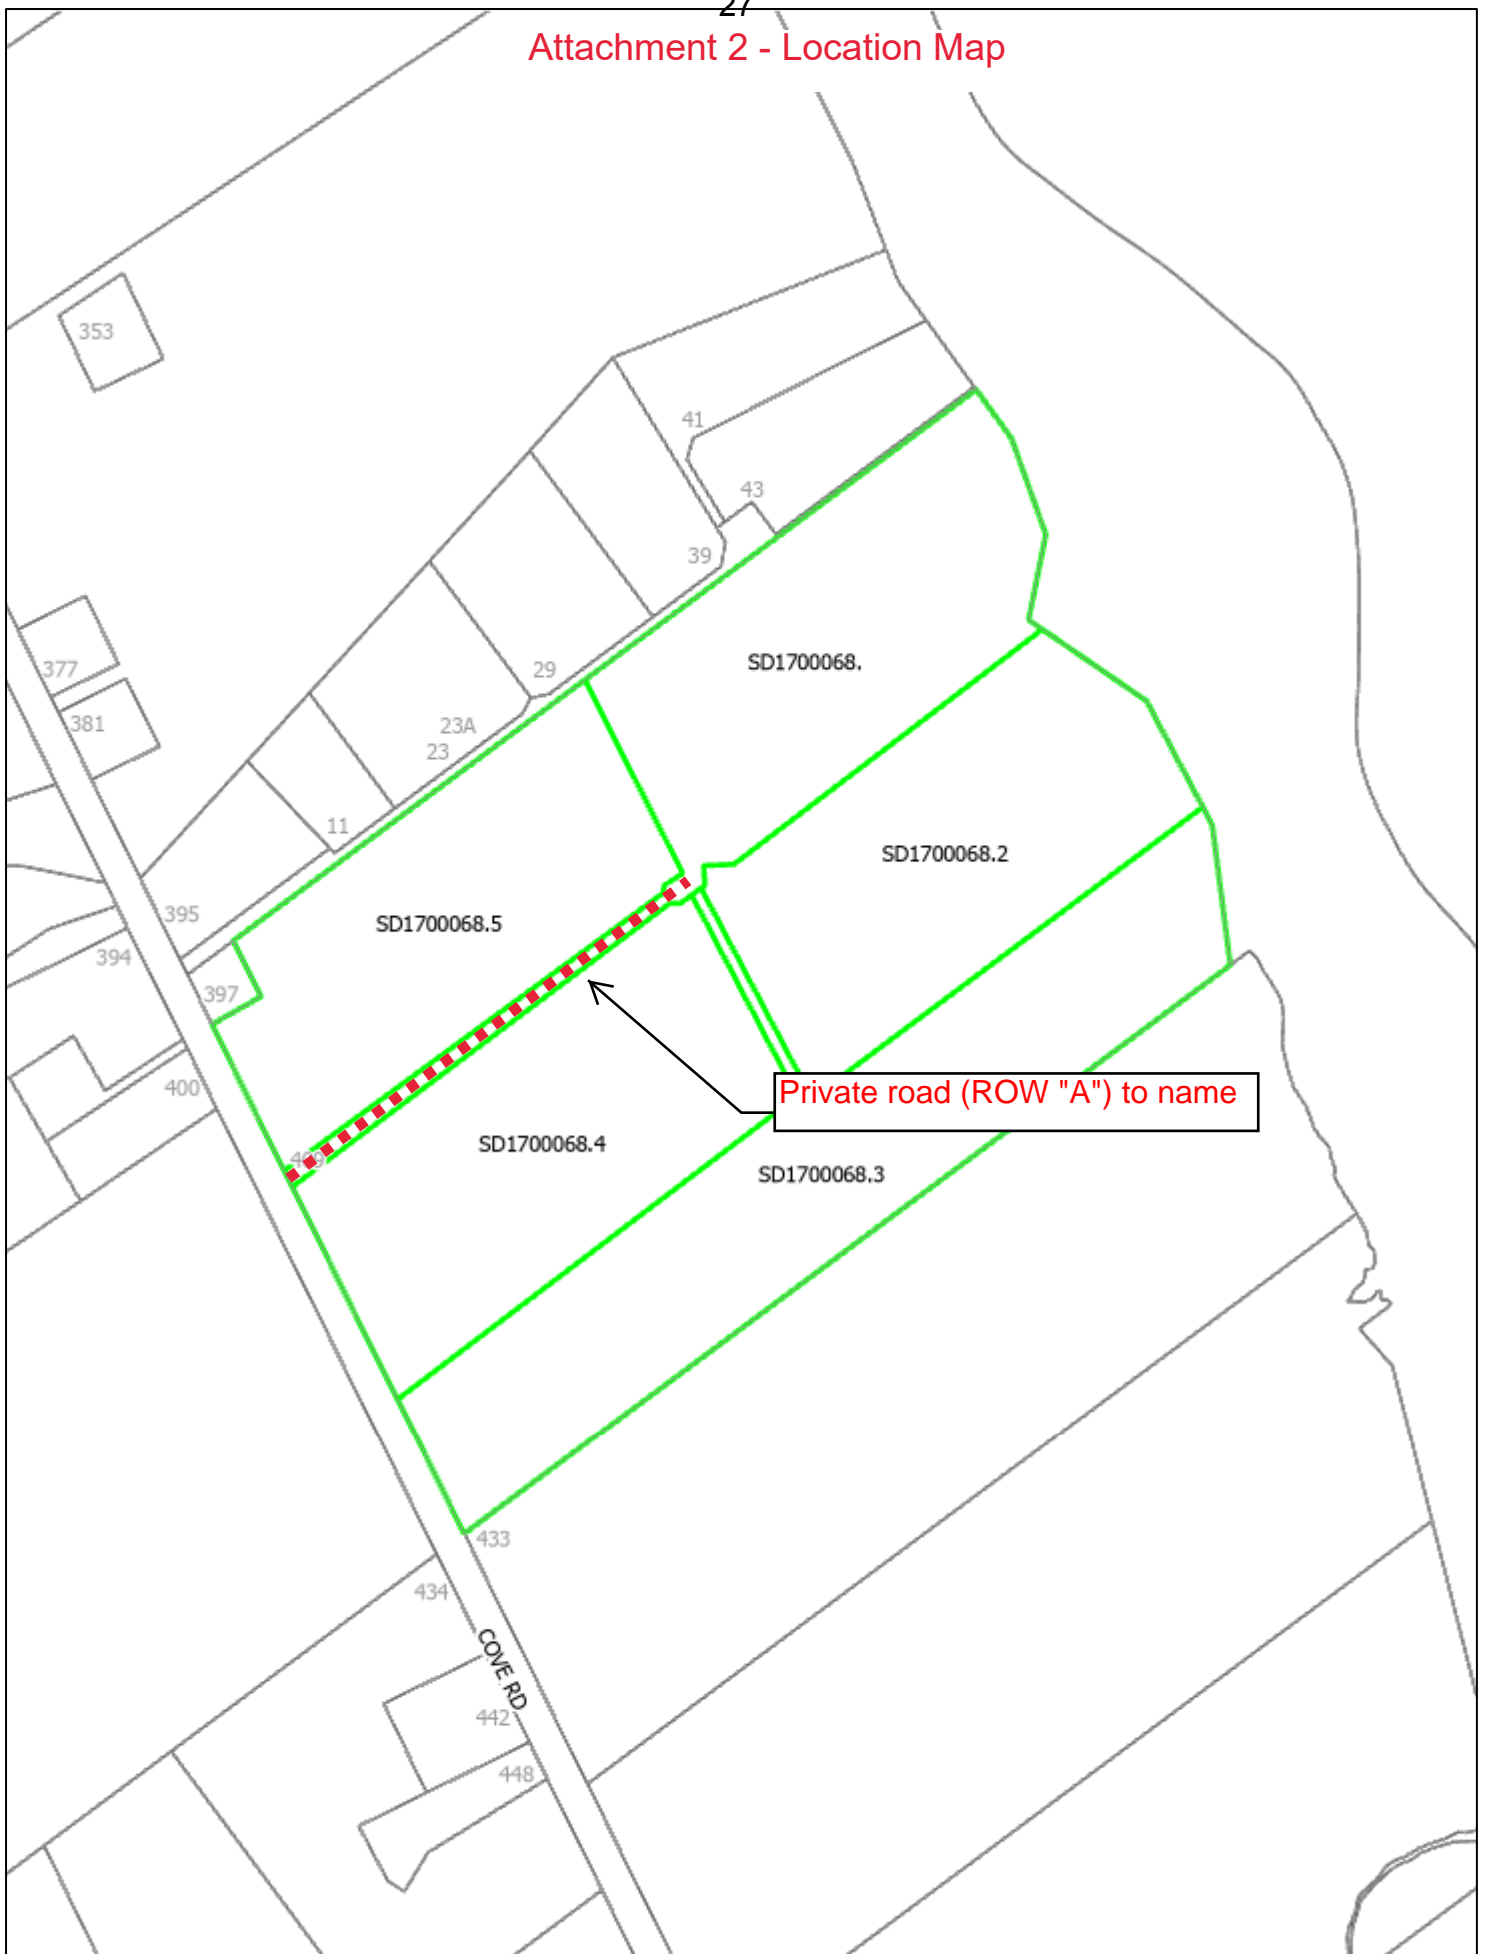 27
Attachment 2 - Location Map
353
41
43
39
377
29
SD1700068.
381
23A
23
11
SD1700068.2
395
SD1700068.5
394
397
400
Private road (ROW "A") to name
SD1700068.4
409
SD1700068.3
433
434
COVE RD
442
448